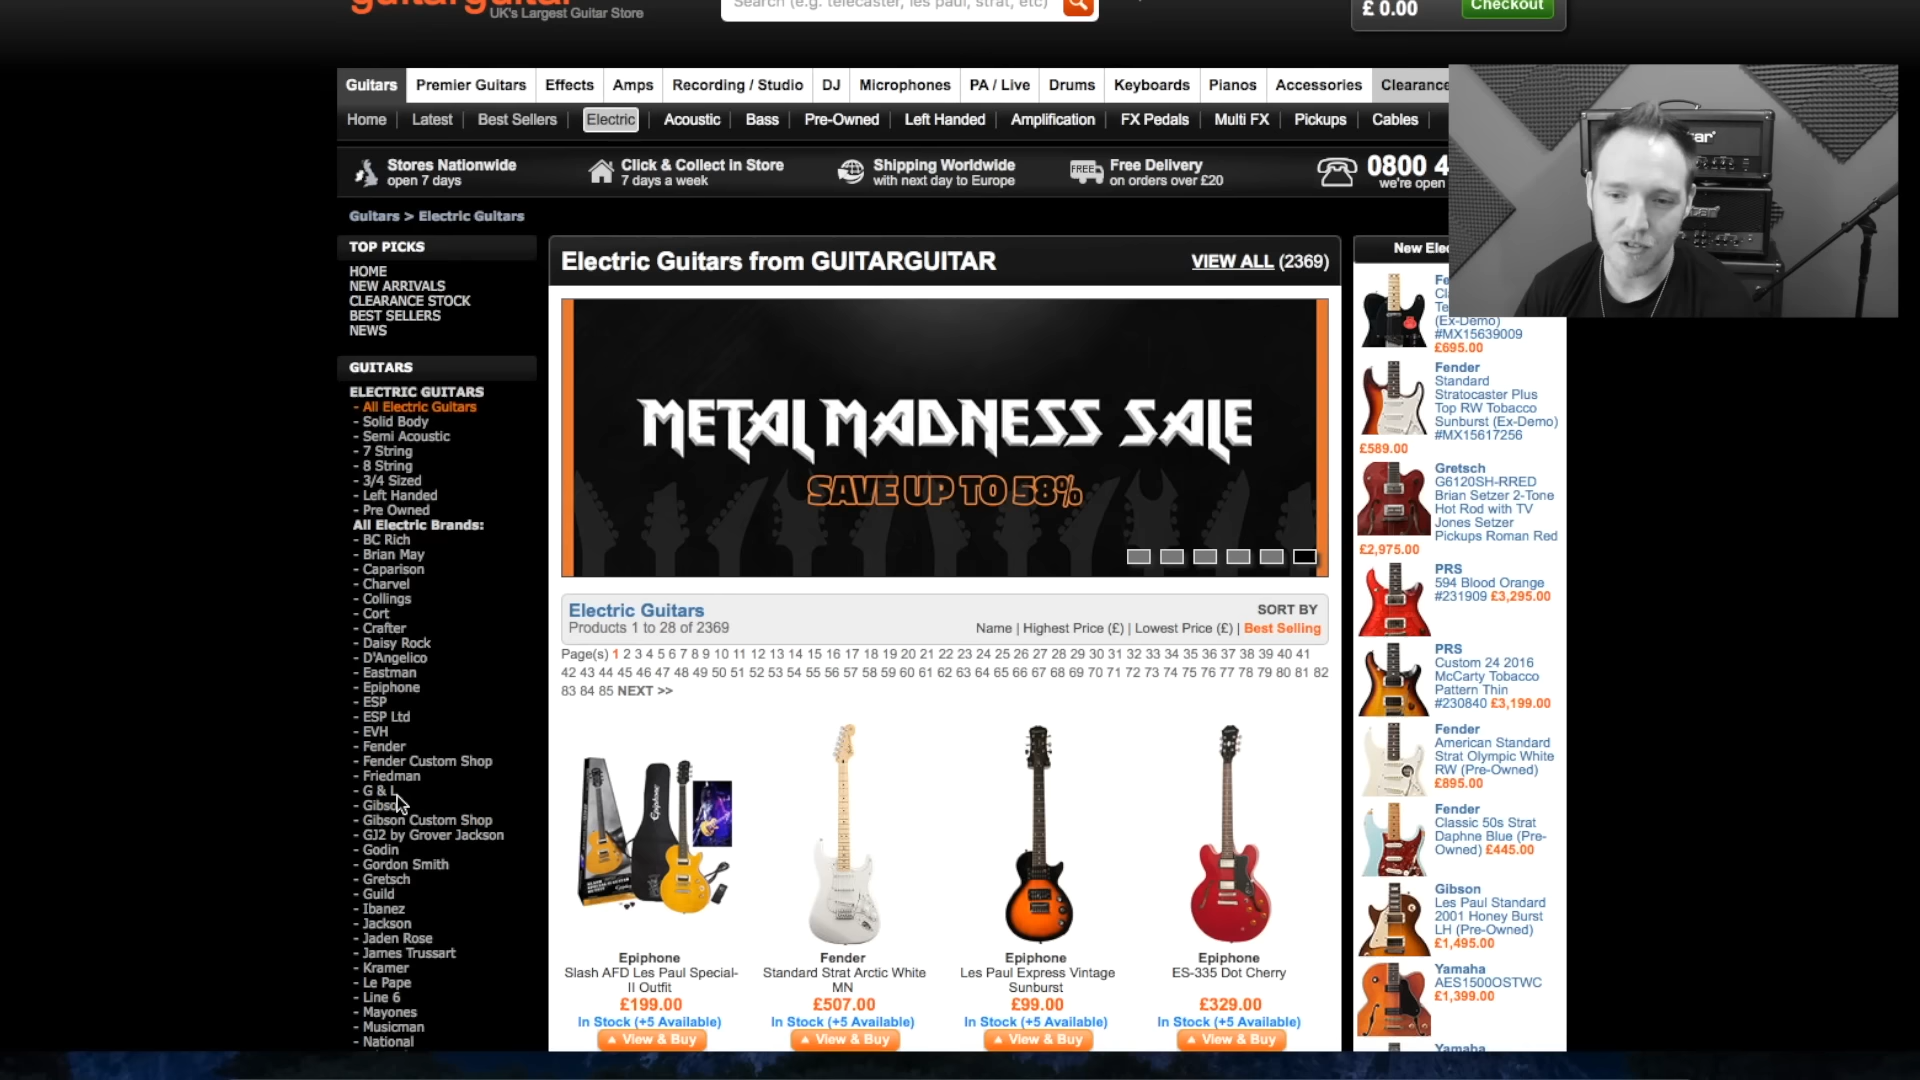 guitarguitar
UK's Largest Guitar Store
Search (e.g. telecaster, les paul, strat, etc)
£ 0.00
Checkout
Guitars
Premier Guitars
Effects
Amps
Recording / Studio
DJ
Microphones
PA / Live
Drums
Keyboards
Pianos
Accessories
Clearance
Home
Latest
Best Sellers
Electric
Acoustic
Bass
Pre-Owned
Left Handed
Amplification
FX Pedals
Multi FX
Pickups
Cables
Stores Nationwide
open 7 days
Click & Collect in Store
7 days a week
Shipping Worldwide
with next day to Europe
FREE
Free Delivery
on orders over £20
0800 4
we're open
Guitars > Electric Guitars
TOP PICKS
HOME
NEW ARRIVALS
CLEARANCE STOCK
BEST SELLERS
NEWS
GUITARS
ELECTRIC GUITARS
- All Electric Guitars
- Solid Body
- Semi Acoustic
- 7 String
- 8 String
- 3/4 Sized
- Left Handed
- Pre Owned
All Electric Brands:
- BC Rich
- Brian May
- Caparison
- Charvel
- Collings
- Cort
- Crafter
- Daisy Rock
- D'Angelico
- Eastman
- Epiphone
- ESP
- ESP Ltd
- EVH
- Fender
- Fender Custom Shop
- Friedman
- G & L
- Gibson
- Gibson Custom Shop
- GJ2 by Grover Jackson
- Godin
- Gordon Smith
- Gretsch
- Guild
- Ibanez
- Jackson
- Jaden Rose
- James Trussart
- Kramer
- Le Pape
- Line 6
- Mayones
- Musicman
- National
Electric Guitars from GUITARGUITAR
VIEW ALL (2369)
METAL MADNESS SALE
SAVE UP TO 58%
Electric Guitars
Products 1 to 28 of 2369
SORT BY
Name | Highest Price (£) | Lowest Price (£) | Best Selling
Page(s) 1 2 3 4 5 6 7 8 9 10 11 12 13 14 15 16 17 18 19 20 21 22 23 24 25 26 27 28 29 30 31 32 33 34 35 36 37 38 39 40 41
42 43 44 45 46 47 48 49 50 51 52 53 54 55 56 57 58 59 60 61 62 63 64 65 66 67 68 69 70 71 72 73 74 75 76 77 78 79 80 81 82
83 84 85 NEXT >>
Epiphone
Slash AFD Les Paul Special-
II Outfit
£199.00
In Stock (+5 Available)
View & Buy
Fender
Standard Strat Arctic White
MN
£507.00
In Stock (+5 Available)
View & Buy
Epiphone
Les Paul Express Vintage
Sunburst
£99.00
In Stock (+5 Available)
View & Buy
Epiphone
ES-335 Dot Cherry
£329.00
In Stock (+5 Available)
View & Buy
New Ele
Fe
Cl
Te
(Ex-Demo)
#MX15639009
£695.00
Fender
Standard
Stratocaster Plus
Top RW Tobacco
Sunburst (Ex-Demo)
#MX15617256
£589.00
Gretsch
G6120SH-RRED
Brian Setzer 2-Tone
Hot Rod with TV
Jones Setzer
Pickups Roman Red
£2,975.00
PRS
594 Blood Orange
#231909 £3,295.00
PRS
Custom 24 2016
McCarty Tobacco
Pattern Thin
#230840 £3,199.00
Fender
American Standard
Strat Olympic White
RW (Pre-Owned)
£895.00
Fender
Classic 50s Strat
Daphne Blue (Pre-
Owned) £445.00
Gibson
Les Paul Standard
2001 Honey Burst
LH (Pre-Owned)
£1,495.00
Yamaha
AES1500OSTWC
£1,399.00
Yamaha